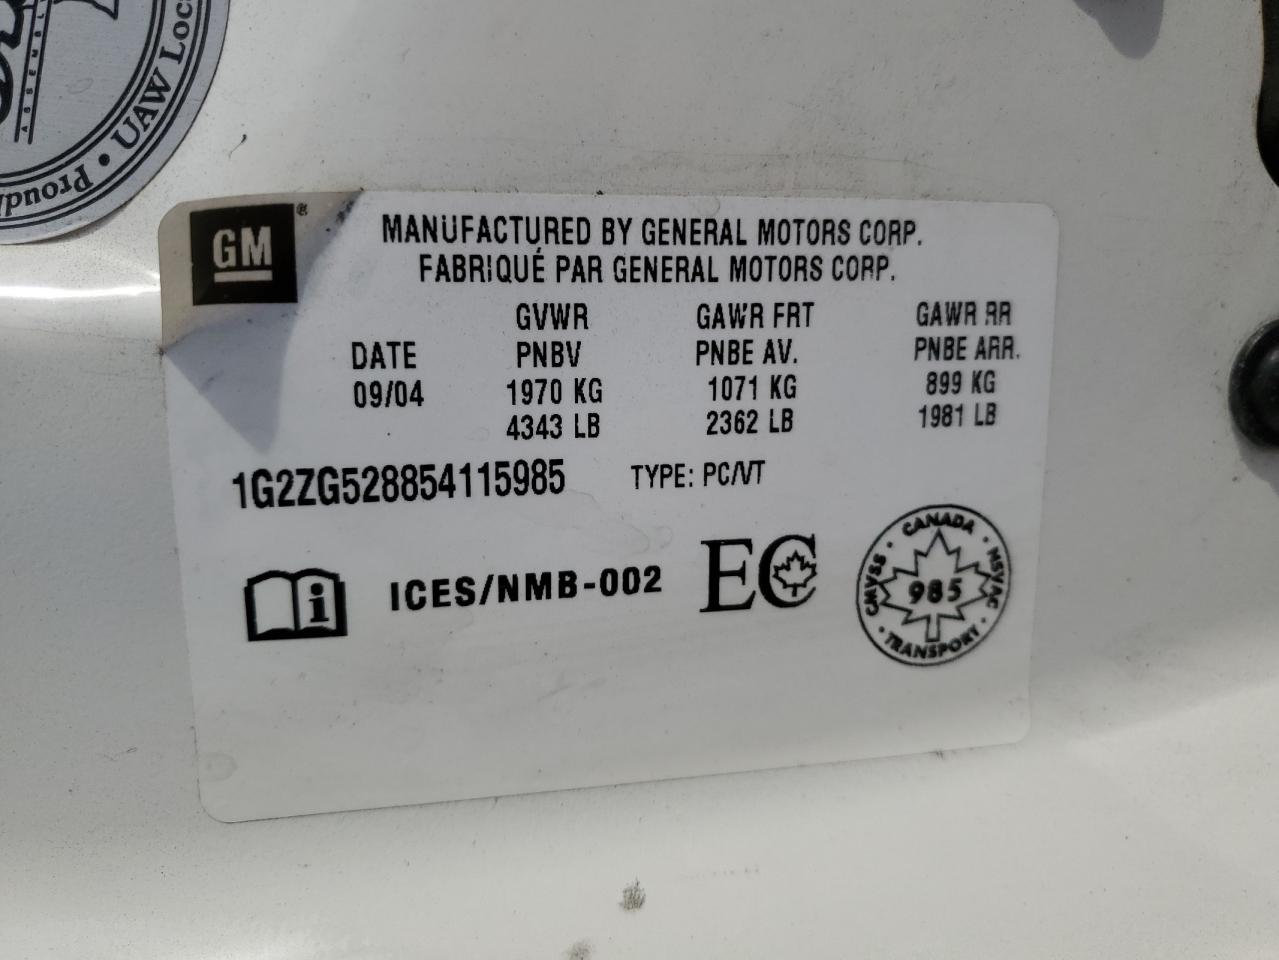 ASSEMBL
UAW Loc
Proudl
GM
®
MANUFACTURED BY GENERAL MOTORS CORP.
FABRIQUÉ PAR GENERAL MOTORS CORP.
GVWR GAWR FRT GAWR RR
DATE PNBV PNBE AV. PNBE ARR.
09/04 1970 KG 1071 KG 899 KG
4343 LB 2362 LB 1981 LB
1G2ZG528854115985 TYPE: PC/VT
i ICES/NMB-002 EC
CANADA
CMVSS NSVAC
985
TRANSPORT